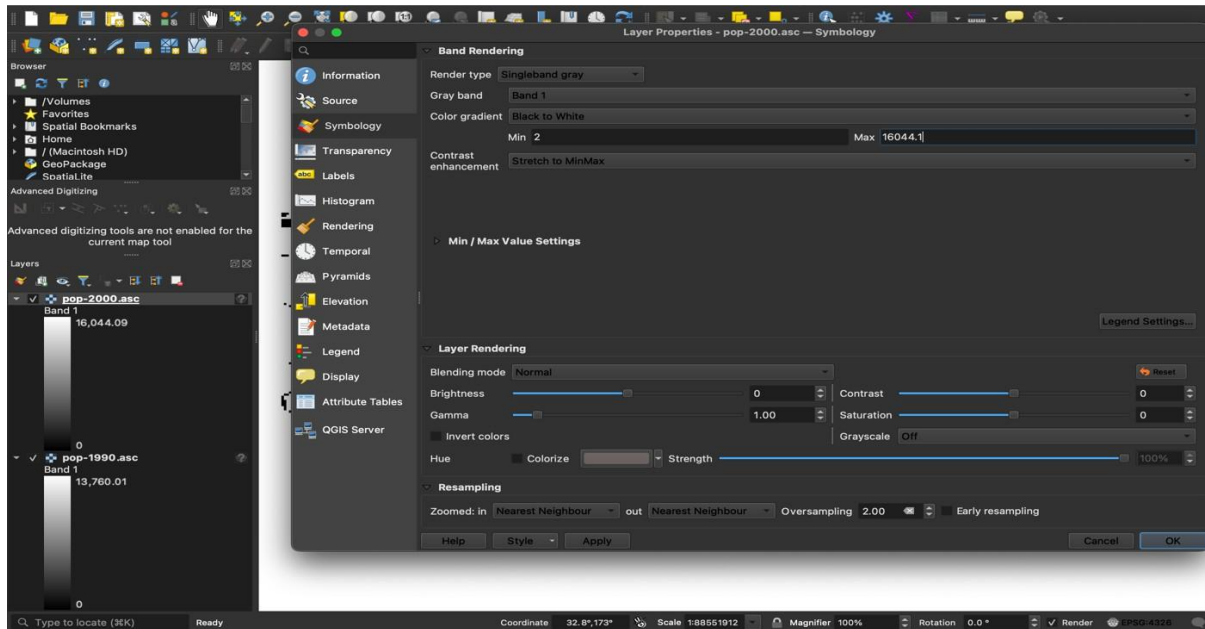 Layer Properties - pop-2000.asc — Symbology
Browser
/Volumes
Favorites
Spatial Bookmarks
Home
/ (Macintosh HD)
GeoPackage
SpatiaLite
Advanced Digitizing
Advanced digitizing tools are not enabled for the
current map tool
Layers
pop-2000.asc
Band 1
16,044.09
0
pop-1990.asc
Band 1
13,760.01
0
Information
Source
Symbology
Transparency
abc Labels
Histogram
Rendering
Temporal
Pyramids
Elevation
Metadata
Legend
Display
Attribute Tables
QGIS Server
Band Rendering
Render type Singleband gray
Gray band Band 1
Color gradient Black to White
Min 2 Max 16044.1
Contrast
enhancement Stretch to MinMax
Min / Max Value Settings
Legend Settings...
Layer Rendering
Blending mode Normal Reset
Brightness 0 Contrast 0
Gamma 1.00 Saturation 0
Invert colors Grayscale Off
Hue Colorize Strength 100%
Resampling
Zoomed: in Nearest Neighbour out Nearest Neighbour Oversampling 2.00 Early resampling
Help Style Apply Cancel OK
Type to locate (⌘K) Ready Coordinate 32.8°,173° Scale 1:88551912 Magnifier 100% Rotation 0.0 ° Render EPSG:4326